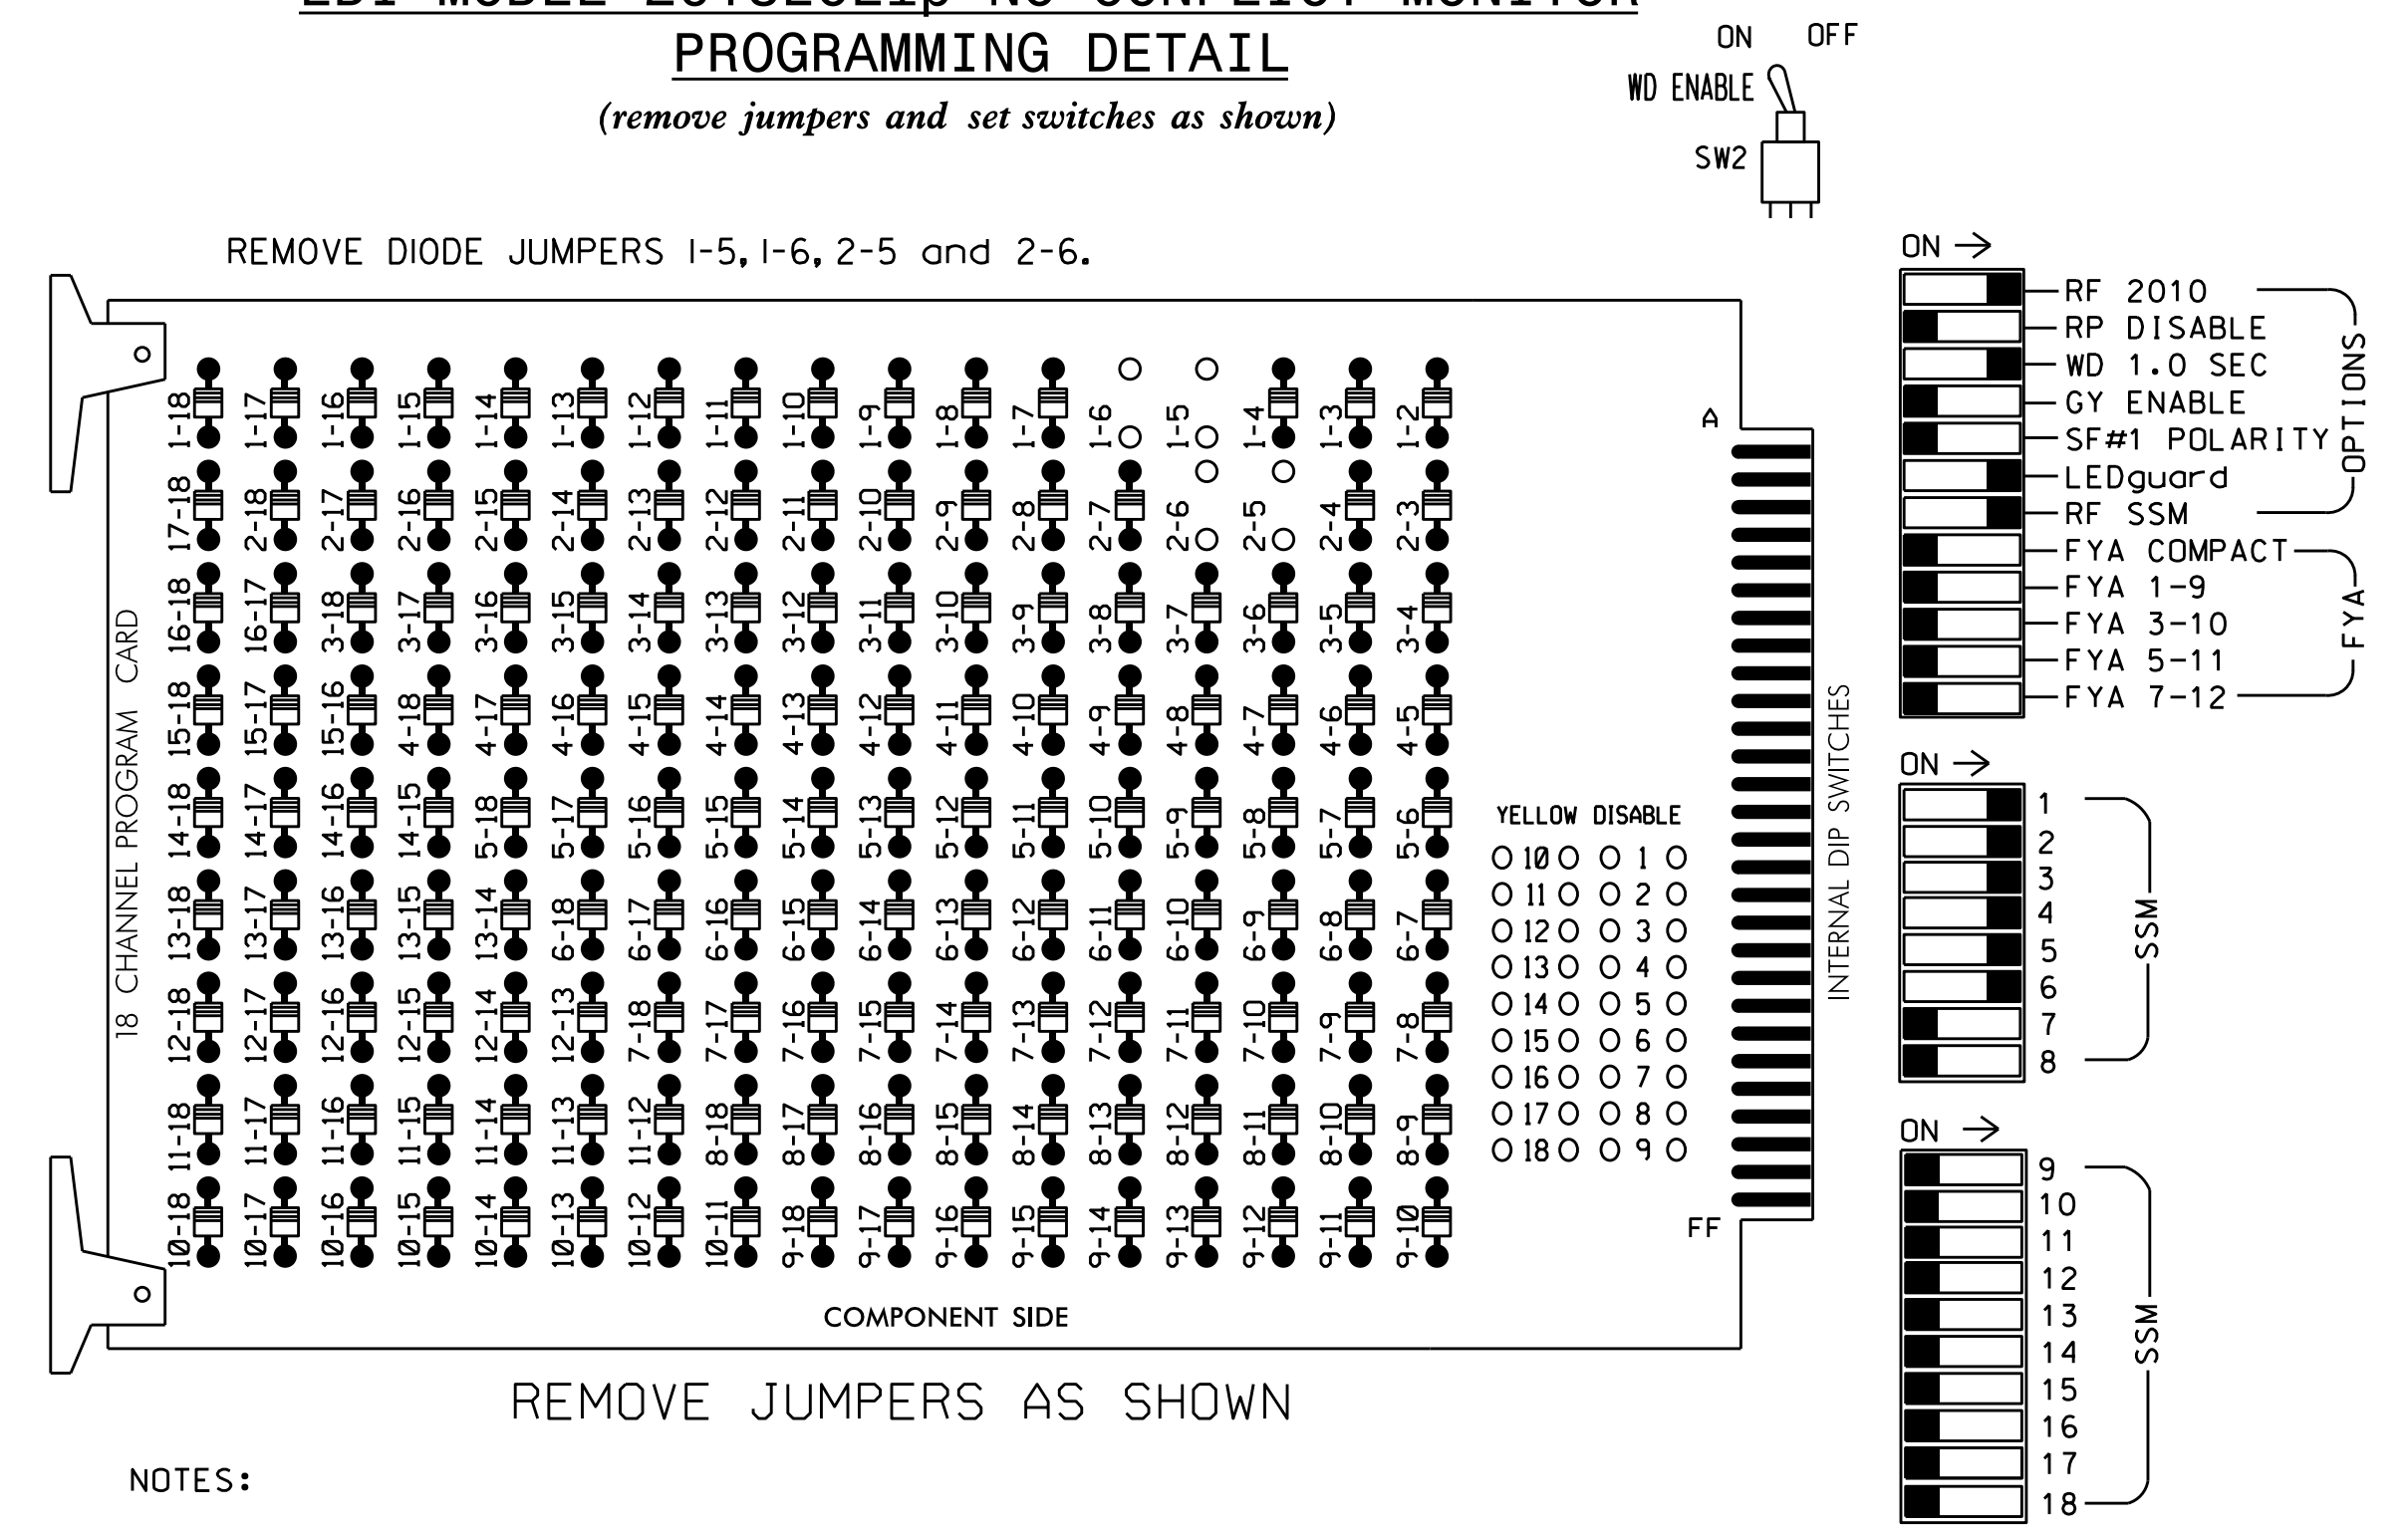 PROGRAMMING DETAIL
(remove jumpers and set switches as shown)
ON OFF
WD ENABLE
SW2
REMOVE DIODE JUMPERS 1-5, 1-6, 2-5 and 2-6.
18 CHANNEL PROGRAM CARD
1-18 1-17 1-16 1-15 1-14 1-13 1-12 1-11 1-10 1-9 1-8 1-7 1-6 1-5 1-4 1-3 1-2
17-18 2-18 2-17 2-16 2-15 2-14 2-13 2-12 2-11 2-10 2-9 2-8 2-7 2-6 2-5 2-4 2-3
16-18 16-17 3-18 3-17 3-16 3-15 3-14 3-13 3-12 3-11 3-10 3-9 3-8 3-7 3-6 3-5 3-4
15-18 15-17 15-16 4-18 4-17 4-16 4-15 4-14 4-13 4-12 4-11 4-10 4-9 4-8 4-7 4-6 4-5
14-18 14-17 14-16 14-15 5-18 5-17 5-16 5-15 5-14 5-13 5-12 5-11 5-10 5-9 5-8 5-7 5-6
13-18 13-17 13-16 13-15 13-14 6-18 6-17 6-16 6-15 6-14 6-13 6-12 6-11 6-10 6-9 6-8 6-7
12-18 12-17 12-16 12-15 12-14 12-13 7-18 7-17 7-16 7-15 7-14 7-13 7-12 7-11 7-10 7-9 7-8
11-18 11-17 11-16 11-15 11-14 11-13 11-12 8-18 8-17 8-16 8-15 8-14 8-13 8-12 8-11 8-10 8-9
10-18 10-17 10-16 10-15 10-14 10-13 10-12 10-11 9-18 9-17 9-16 9-15 9-14 9-13 9-12 9-11 9-10
YELLOW DISABLE
10 1
11 2
12 3
13 4
14 5
15 6
16 7
17 8
18 9
A
FF
COMPONENT SIDE
REMOVE JUMPERS AS SHOWN
NOTES:
INTERNAL DIP SWITCHES
ON
RF 2010
RP DISABLE
WD 1.0 SEC
GY ENABLE
SF#1 POLARITY
LEDguard
RF SSM
OPTIONS
FYA COMPACT
FYA 1-9
FYA 3-10
FYA 5-11
FYA 7-12
FYA
ON
1
2
3
4
5
6
7
8
SSM
ON
9
10
11
12
13
14
15
16
17
18
SSM